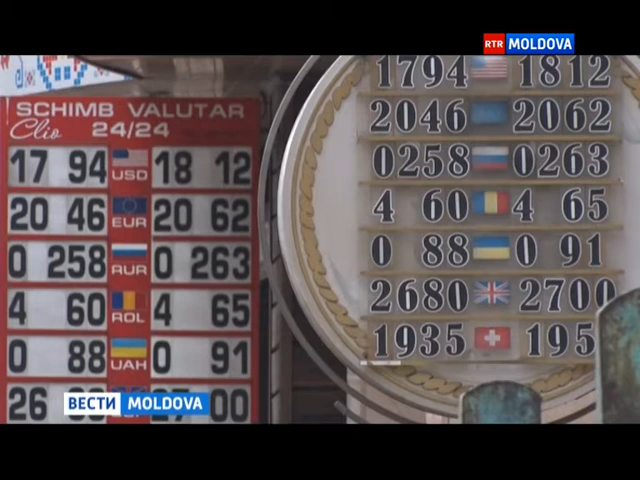 RTR MOLDOVA
SCHIMB VALUTAR
Clio 24/24
17 94 USD 18 12
20 46 EUR 20 62
0 258 RUR 0 263
4 60 ROL 4 65
0 88 UAH 0 91
26 00
1794 1812
2046 2062
0258 0263
4 60 4 65
0 88 0 91
2680 2700
1935 195
ВЕСТИ MOLDOVA